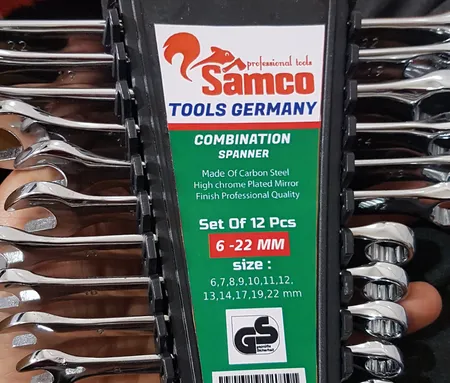 professional tools
Samco
TOOLS GERMANY
COMBINATION
SPANNER
Made Of Carbon Steel
High chrome Plated Mirror
Finish Professional Quality
Set Of 12 Pcs
6 -22 MM
size :
6,7,8,9,10,11,12,
13,14,17,19,22 mm
GS
geprüfte
Sicherheit